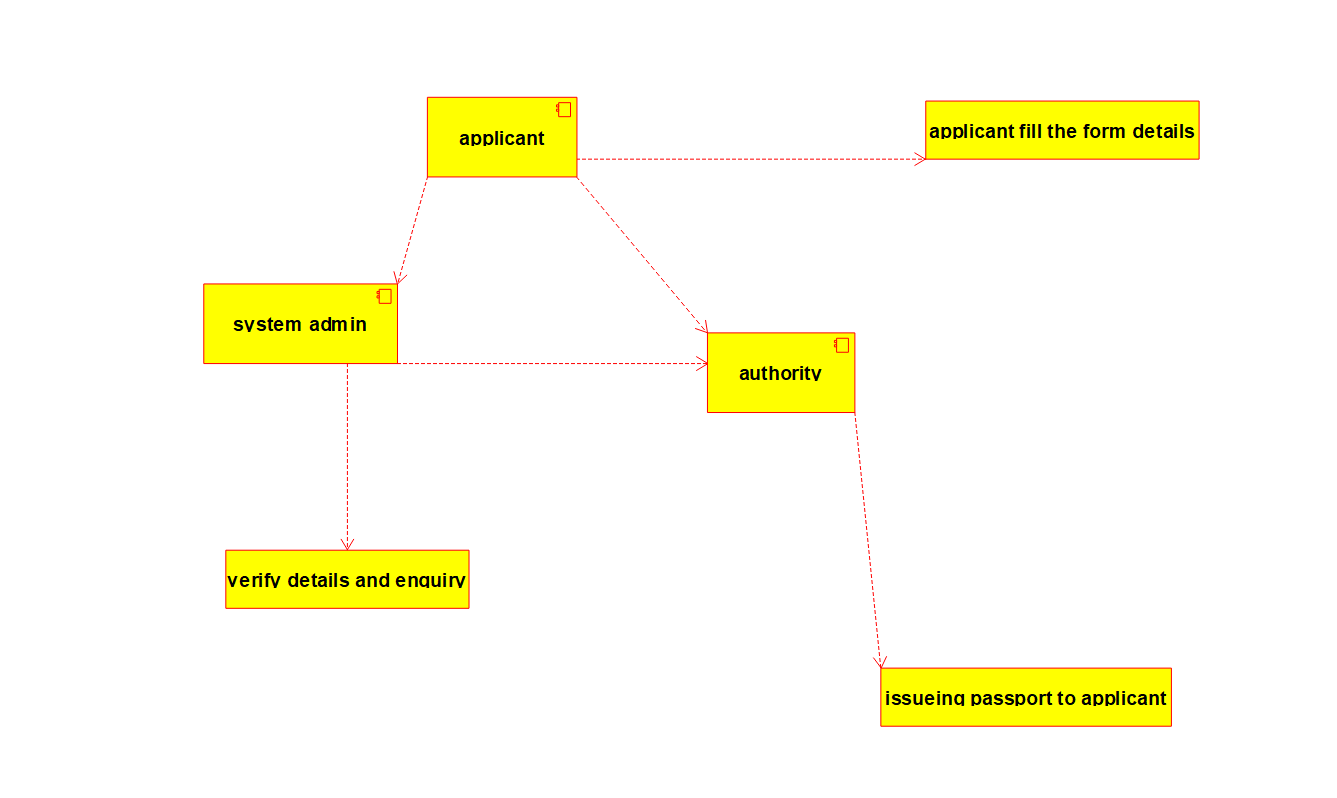 applicant
applicant fill the form details
system admin
authority
verify details and enquiry
issueing passport to applicant